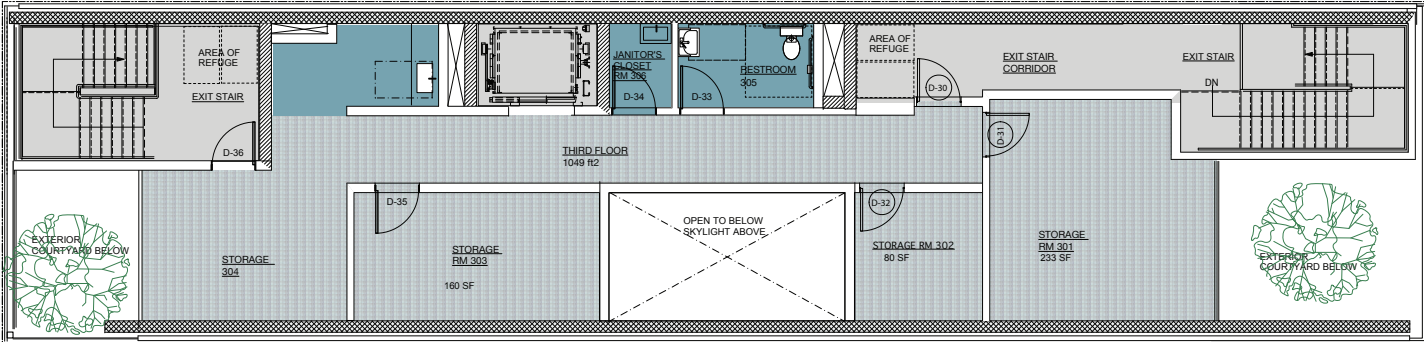 AREA OF
REFUGE
EXIT STAIR
D-36
JANITOR'S
CLOSET
RM 306
D-34
RESTROOM
305
D-33
AREA OF
REFUGE
D-30
EXIT STAIR
CORRIDOR
EXIT STAIR
DN
D-31
THIRD FLOOR
1049 ft2
D-35
D-32
EXTERIOR
COURTYARD BELOW
STORAGE
304
STORAGE
RM 303
160 SF
OPEN TO BELOW
SKYLIGHT ABOVE
STORAGE RM 302
80 SF
STORAGE
RM 301
233 SF
EXTERIOR
COURTYARD BELOW